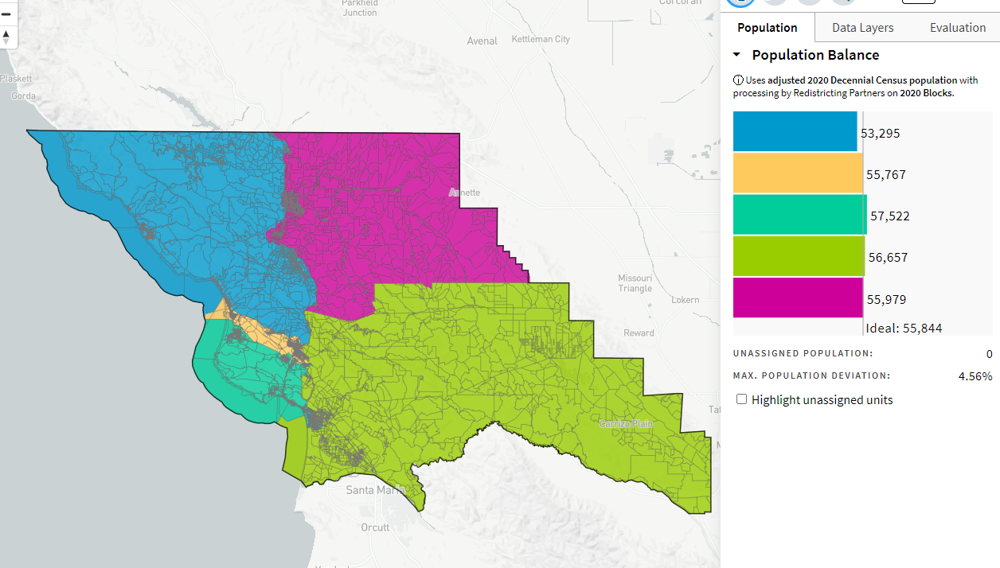 Parkfield
Junction
Corcoran
Avenal
Kettleman City
Plaskett
Gorda
Annette
Missouri
Triangle
Lokern
Reward
Carrizo Plain
Santa Maria
Orcutt
Population
Data Layers
Evaluation
Population Balance
Uses adjusted 2020 Decennial Census population with
processing by Redistricting Partners on 2020 Blocks.
53,295
55,767
57,522
56,657
55,979
Ideal: 55,844
UNASSIGNED POPULATION: 0
MAX. POPULATION DEVIATION: 4.56%
Highlight unassigned units